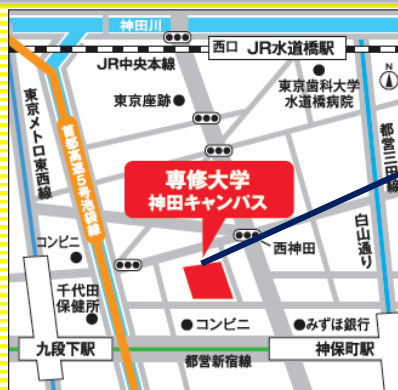 神田川
西口 JR水道橋駅
JR中央本線
東京歯科大学
水道橋病院
N
東京座跡
東京メトロ東西線
首都高速5号池袋線
都営三田線
専修大学
神田キャンパス
白山通り
西神田
コンビニ
千代田
保健所
コンビニ
みずほ銀行
九段下駅
都営新宿線
神保町駅